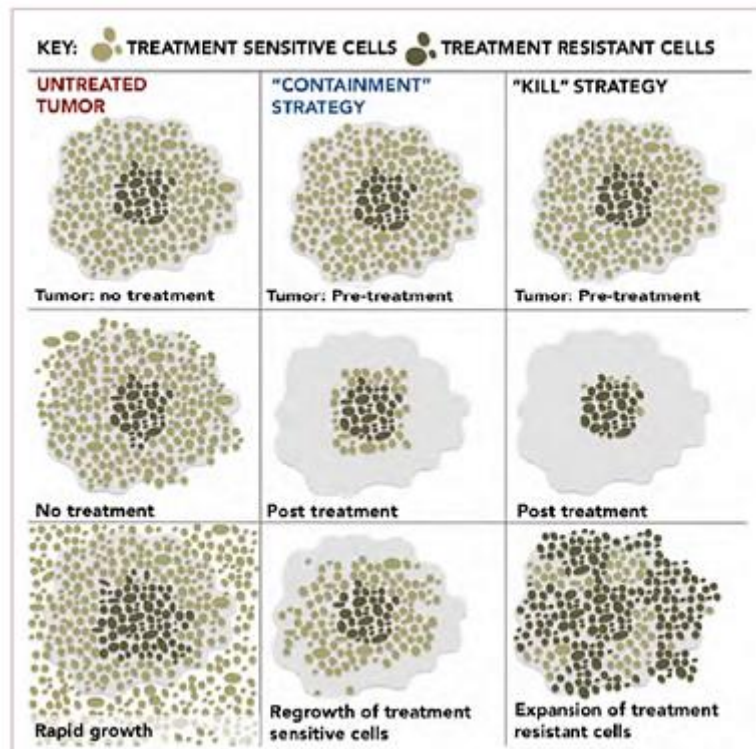 KEY: TREATMENT SENSITIVE CELLS TREATMENT RESISTANT CELLS
UNTREATED
TUMOR
"CONTAINMENT"
STRATEGY
"KILL" STRATEGY
Tumor: no treatment
Tumor: Pre-treatment
Tumor: Pre-treatment
No treatment
Post treatment
Post treatment
Rapid growth
Regrowth of treatment
sensitive cells
Expansion of treatment
resistant cells